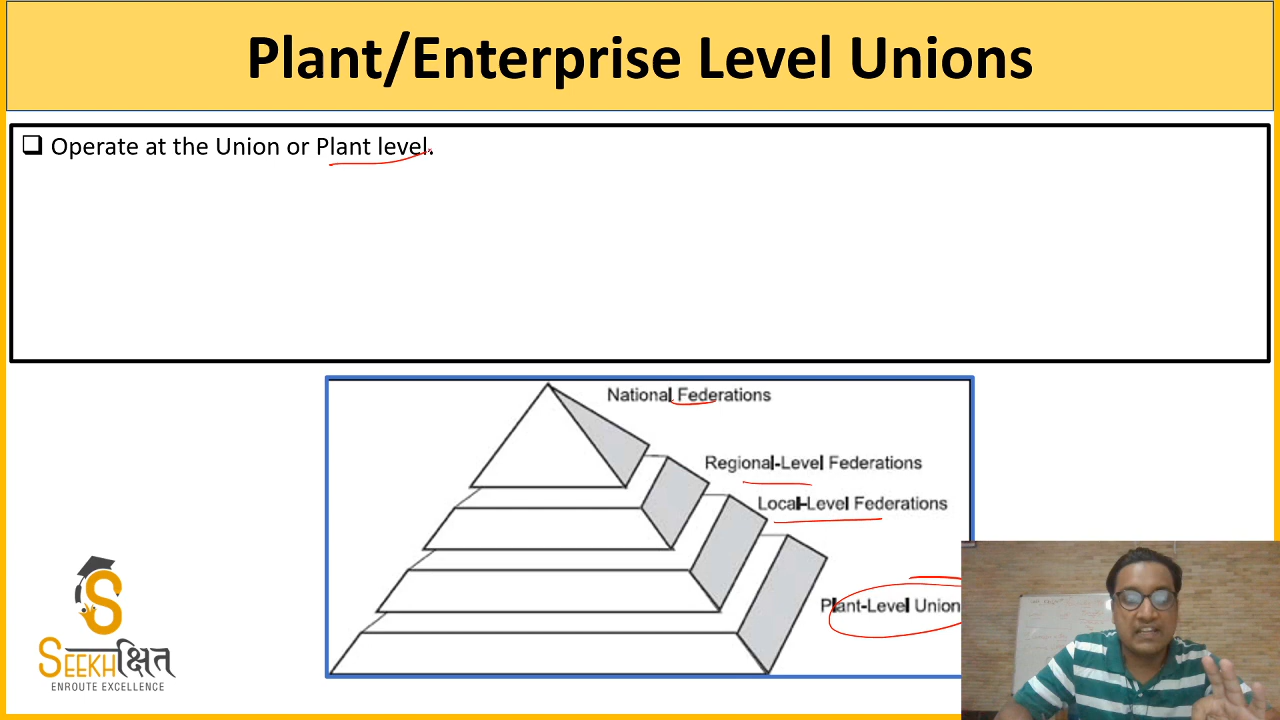 Plant/Enterprise Level Unions
Operate at the Union or Plant level.
National Federations
Regional-Level Federations
Local-Level Federations
Plant-Level Union
SEEKHक्षित
ENROUTE EXCELLENCE